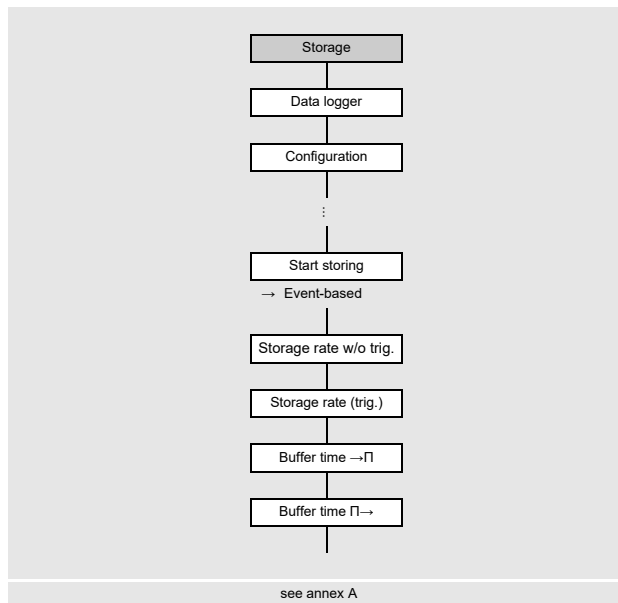 Storage
Data logger
Configuration
⋮
Start storing
→ Event-based
Storage rate w/o trig.
Storage rate (trig.)
Buffer time →Π
Buffer time Π→
see annex A